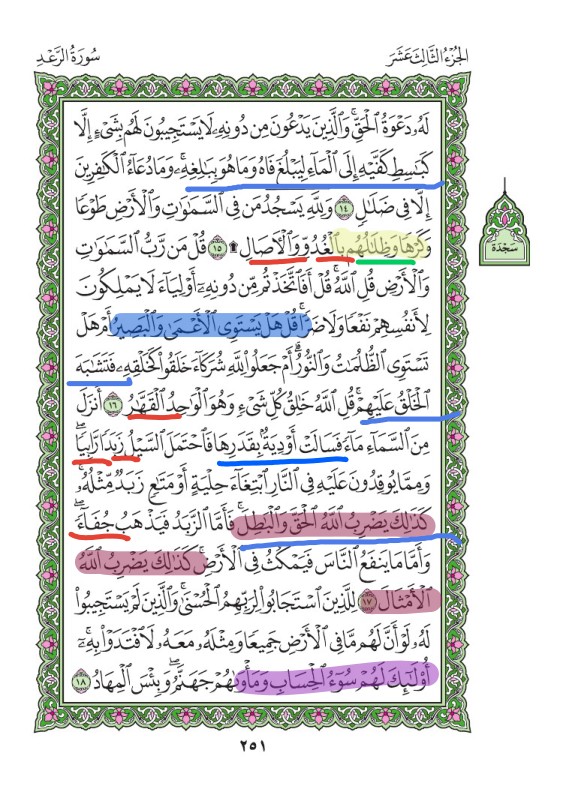 الجُزءُ الثَّالِثَ عَشَرَ
سُورَةُ الرَّعْدِ
لَهُۥ دَعْوَةُ ٱلْحَقِّ ۖ وَٱلَّذِينَ يَدْعُونَ مِن دُونِهِۦ لَا يَسْتَجِيبُونَ لَهُم بِشَىْءٍ إِلَّا
كَبَٰسِطِ كَفَّيْهِ إِلَى ٱلْمَآءِ لِيَبْلُغَ فَاهُ وَمَا هُوَ بِبَٰلِغِهِۦ ۚ وَمَا دُعَآءُ ٱلْكَٰفِرِينَ
إِلَّا فِى ضَلَٰلٍ ١٤ وَلِلَّهِ يَسْجُدُ مَن فِى ٱلسَّمَٰوَٰتِ وَٱلْأَرْضِ طَوْعًا
وَكَرْهًا وَظِلَٰلُهُم بِٱلْغُدُوِّ وَٱلْءَاصَالِ ۩ ١٥ قُلْ مَن رَّبُّ ٱلسَّمَٰوَٰتِ
وَٱلْأَرْضِ قُلِ ٱللَّهُ ۚ قُلْ أَفَٱتَّخَذْتُم مِّن دُونِهِۦٓ أَوْلِيَآءَ لَا يَمْلِكُونَ
لِأَنفُسِهِمْ نَفْعًا وَلَا ضَرًّا ۚ قُلْ هَلْ يَسْتَوِى ٱلْأَعْمَىٰ وَٱلْبَصِيرُ أَمْ هَلْ
تَسْتَوِى ٱلظُّلُمَٰتُ وَٱلنُّورُ ۗ أَمْ جَعَلُوا۟ لِلَّهِ شُرَكَآءَ خَلَقُوا۟ كَخَلْقِهِۦ فَتَشَٰبَهَ
ٱلْخَلْقُ عَلَيْهِمْ ۚ قُلِ ٱللَّهُ خَٰلِقُ كُلِّ شَىْءٍ وَهُوَ ٱلْوَٰحِدُ ٱلْقَهَّٰرُ ١٦ أَنزَلَ
مِنَ ٱلسَّمَآءِ مَآءً فَسَالَتْ أَوْدِيَةٌۢ بِقَدَرِهَا فَٱحْتَمَلَ ٱلسَّيْلُ زَبَدًا رَّابِيًا ۚ
وَمِمَّا يُوقِدُونَ عَلَيْهِ فِى ٱلنَّارِ ٱبْتِغَآءَ حِلْيَةٍ أَوْ مَتَٰعٍ زَبَدٌ مِّثْلُهُۥ ۚ
كَذَٰلِكَ يَضْرِبُ ٱللَّهُ ٱلْحَقَّ وَٱلْبَٰطِلَ ۚ فَأَمَّا ٱلزَّبَدُ فَيَذْهَبُ جُفَآءً ۖ
وَأَمَّا مَا يَنفَعُ ٱلنَّاسَ فَيَمْكُثُ فِى ٱلْأَرْضِ ۚ كَذَٰلِكَ يَضْرِبُ ٱللَّهُ
ٱلْأَمْثَالَ ١٧ لِلَّذِينَ ٱسْتَجَابُوا۟ لِرَبِّهِمُ ٱلْحُسْنَىٰ ۚ وَٱلَّذِينَ لَمْ يَسْتَجِيبُوا۟
لَهُۥ لَوْ أَنَّ لَهُم مَّا فِى ٱلْأَرْضِ جَمِيعًا وَمِثْلَهُۥ مَعَهُۥ لَٱفْتَدَوْا۟ بِهِۦٓ ۚ
أُو۟لَٰٓئِكَ لَهُمْ سُوٓءُ ٱلْحِسَابِ وَمَأْوَىٰهُمْ جَهَنَّمُ ۖ وَبِئْسَ ٱلْمِهَادُ ١٨
سَجْدَة
٢٥١